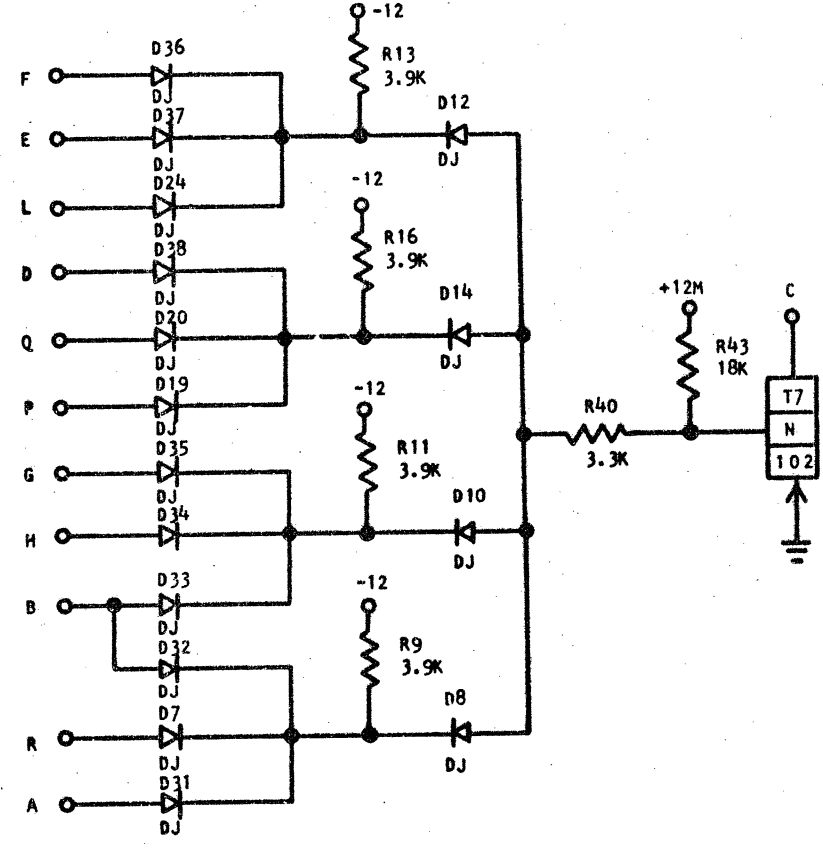 -12
D36
R13
3.9K
F
DJ
D37
D12
E
DJ
DJ
D24
-12
L
DJ
D38
R16
3.9K
D
DJ
D14
+12M
C
D20
Q
DJ
DJ
R43
18K
D19
-12
T7
P
R40
N
DJ
D35
R11
3.9K
3.3K
102
G
DJ
D10
D34
H
DJ
D33
-12
B
DJ
D32
R9
3.9K
DJ
D8
D7
R
DJ
DJ
D31
A
DJ